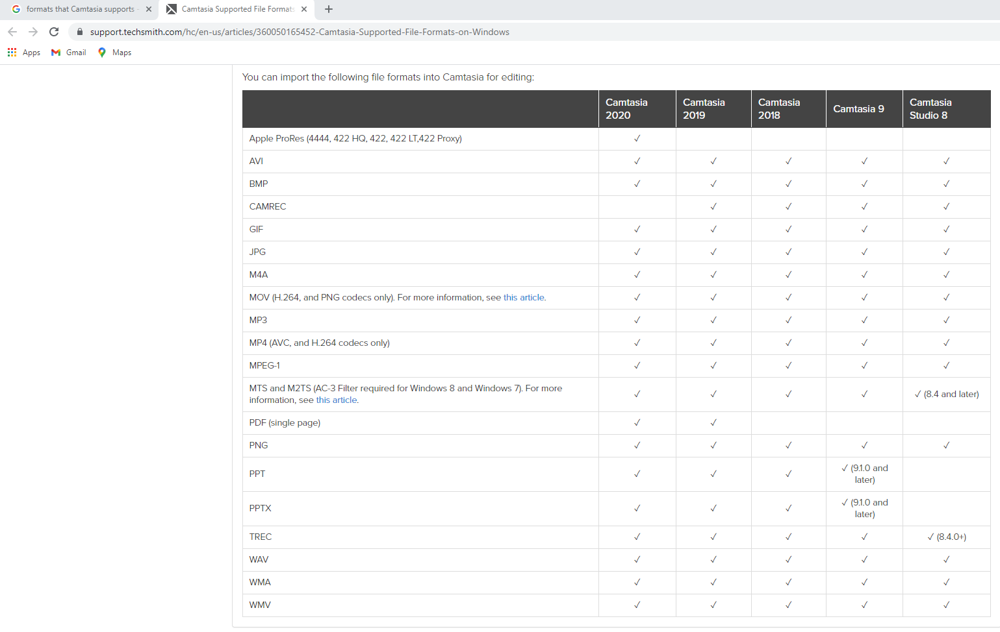 formats that Camtasia supports -
Camtasia Supported File Formats
support.techsmith.com/hc/en-us/articles/360050165452-Camtasia-Supported-File-Formats-on-Windows
Apps Gmail Maps
You can import the following file formats into Camtasia for editing:
Camtasia 2020 Camtasia 2019 Camtasia 2018 Camtasia 9 Camtasia Studio 8
Apple ProRes (4444, 422 HQ, 422, 422 LT,422 Proxy) ✓
AVI ✓ ✓ ✓ ✓ ✓
BMP ✓ ✓ ✓ ✓ ✓
CAMREC ✓ ✓ ✓ ✓
GIF ✓ ✓ ✓ ✓ ✓
JPG ✓ ✓ ✓ ✓ ✓
M4A ✓ ✓ ✓ ✓ ✓
MOV (H.264, and PNG codecs only). For more information, see this article. ✓ ✓ ✓ ✓ ✓
MP3 ✓ ✓ ✓ ✓ ✓
MP4 (AVC, and H.264 codecs only) ✓ ✓ ✓ ✓ ✓
MPEG-1 ✓ ✓ ✓ ✓ ✓
MTS and M2TS (AC-3 Filter required for Windows 8 and Windows 7). For more
information, see this article. ✓ ✓ ✓ ✓ ✓ (8.4 and later)
PDF (single page) ✓ ✓
PNG ✓ ✓ ✓ ✓ ✓
PPT ✓ ✓ ✓ ✓ (9.1.0 and later)
PPTX ✓ ✓ ✓ ✓ (9.1.0 and later)
TREC ✓ ✓ ✓ ✓ ✓ (8.4.0+)
WAV ✓ ✓ ✓ ✓ ✓
WMA ✓ ✓ ✓ ✓ ✓
WMV ✓ ✓ ✓ ✓ ✓